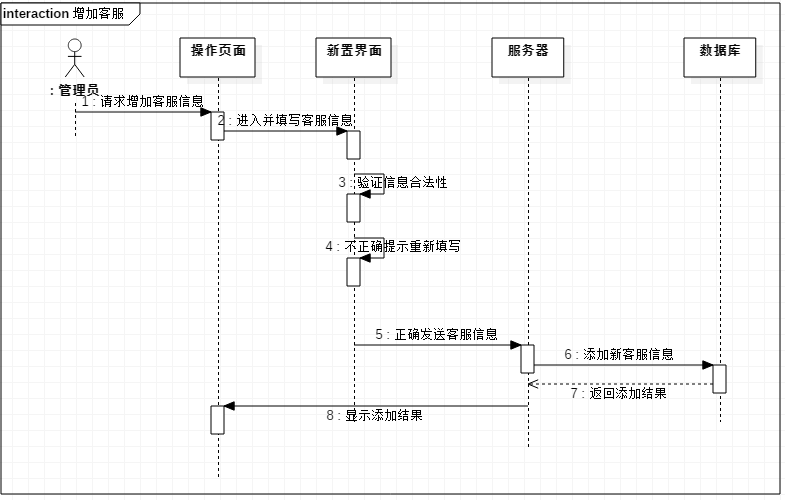 interaction 增加客服
操作页面
新置界面
服务器
数据库
: 管理员
1 : 请求增加客服信息
2 : 进入并填写客服信息
3 : 验证信息合法性
4 : 不正确提示重新填写
5 : 正确发送客服信息
6 : 添加新客服信息
7 : 返回添加结果
8 : 显示添加结果